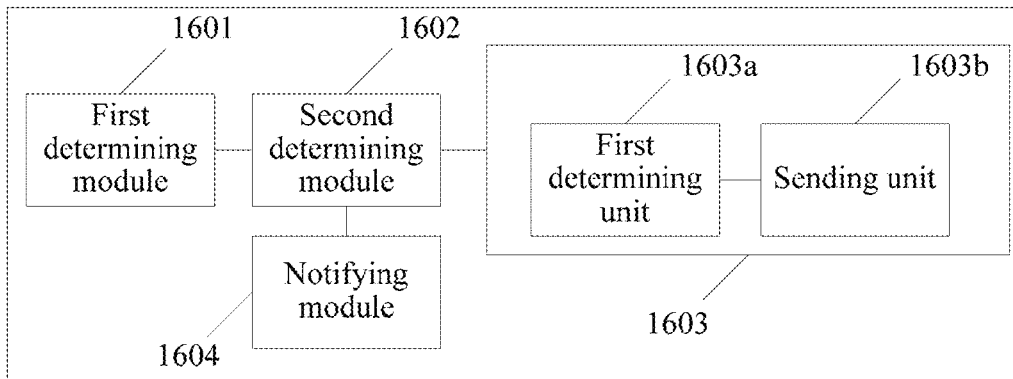 1601
1602
1603a
1603b
First
determining
module
Second
determining
module
First
determining
unit
Sending unit
Notifying
module
1604
1603